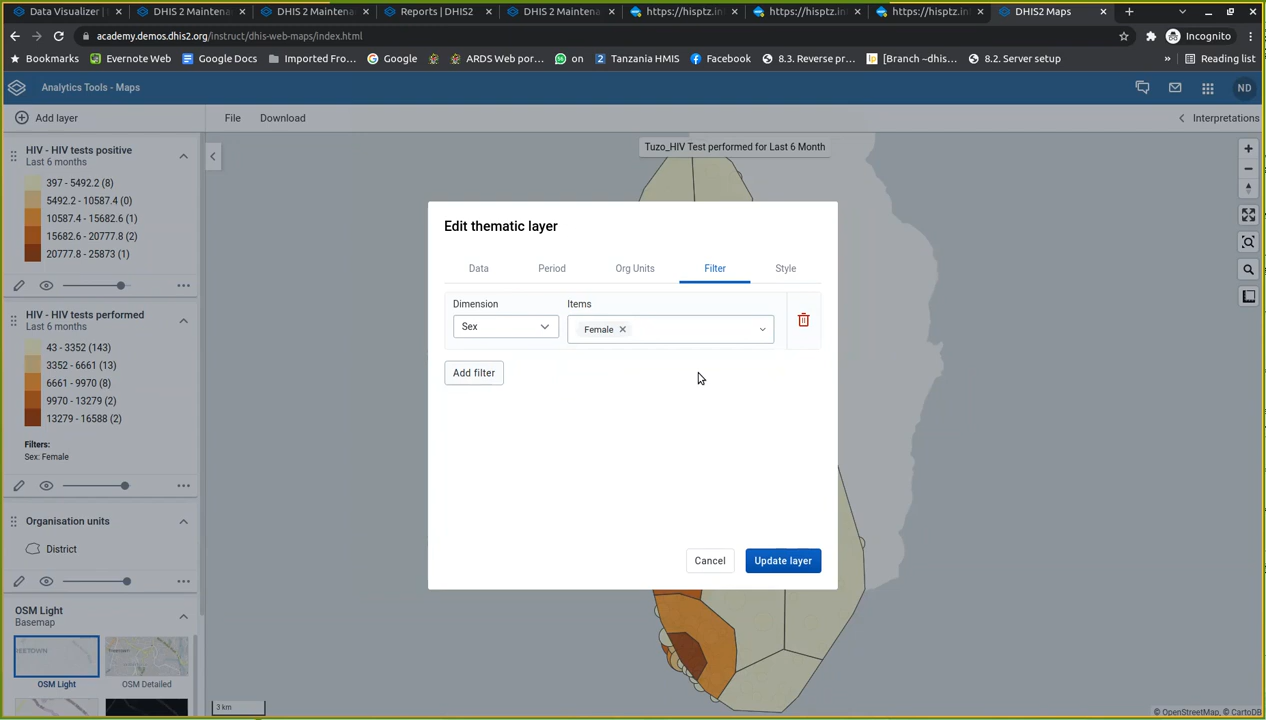 Data Visualizer |
DHIS 2 Maintena
DHIS 2 Maintena
Reports | DHIS2
DHIS 2 Maintena
https://hisptz.in
https://hisptz.in
https://hisptz.in
DHIS2 Maps
academy.demos.dhis2.org/instruct/dhis-web-maps/index.html
Incognito
Bookmarks
Evernote Web
Google Docs
Imported Fro...
Google
ARDS Web por...
on
Tanzania HMIS
Facebook
8.3. Reverse pr...
[Branch ~dhis...
8.2. Server setup
»
Reading list
Analytics Tools - Maps
ND
Add layer
File
Download
Interpretations
HIV - HIV tests positive
Last 6 months
397 - 5492.2 (8)
5492.2 - 10587.4 (0)
10587.4 - 15682.6 (1)
15682.6 - 20777.8 (2)
20777.8 - 25873 (1)
HIV - HIV tests performed
Last 6 months
43 - 3352 (143)
3352 - 6661 (13)
6661 - 9970 (8)
9970 - 13279 (2)
13279 - 16588 (2)
Filters:
Sex: Female
Organisation units
District
OSM Light
Basemap
OSM Light
OSM Detailed
Tuzo_HIV Test performed for Last 6 Month
Edit thematic layer
Data
Period
Org Units
Filter
Style
Dimension
Items
Sex
Female
Add filter
Cancel
Update layer
3 km
© OpenStreetMap, © CartoDB